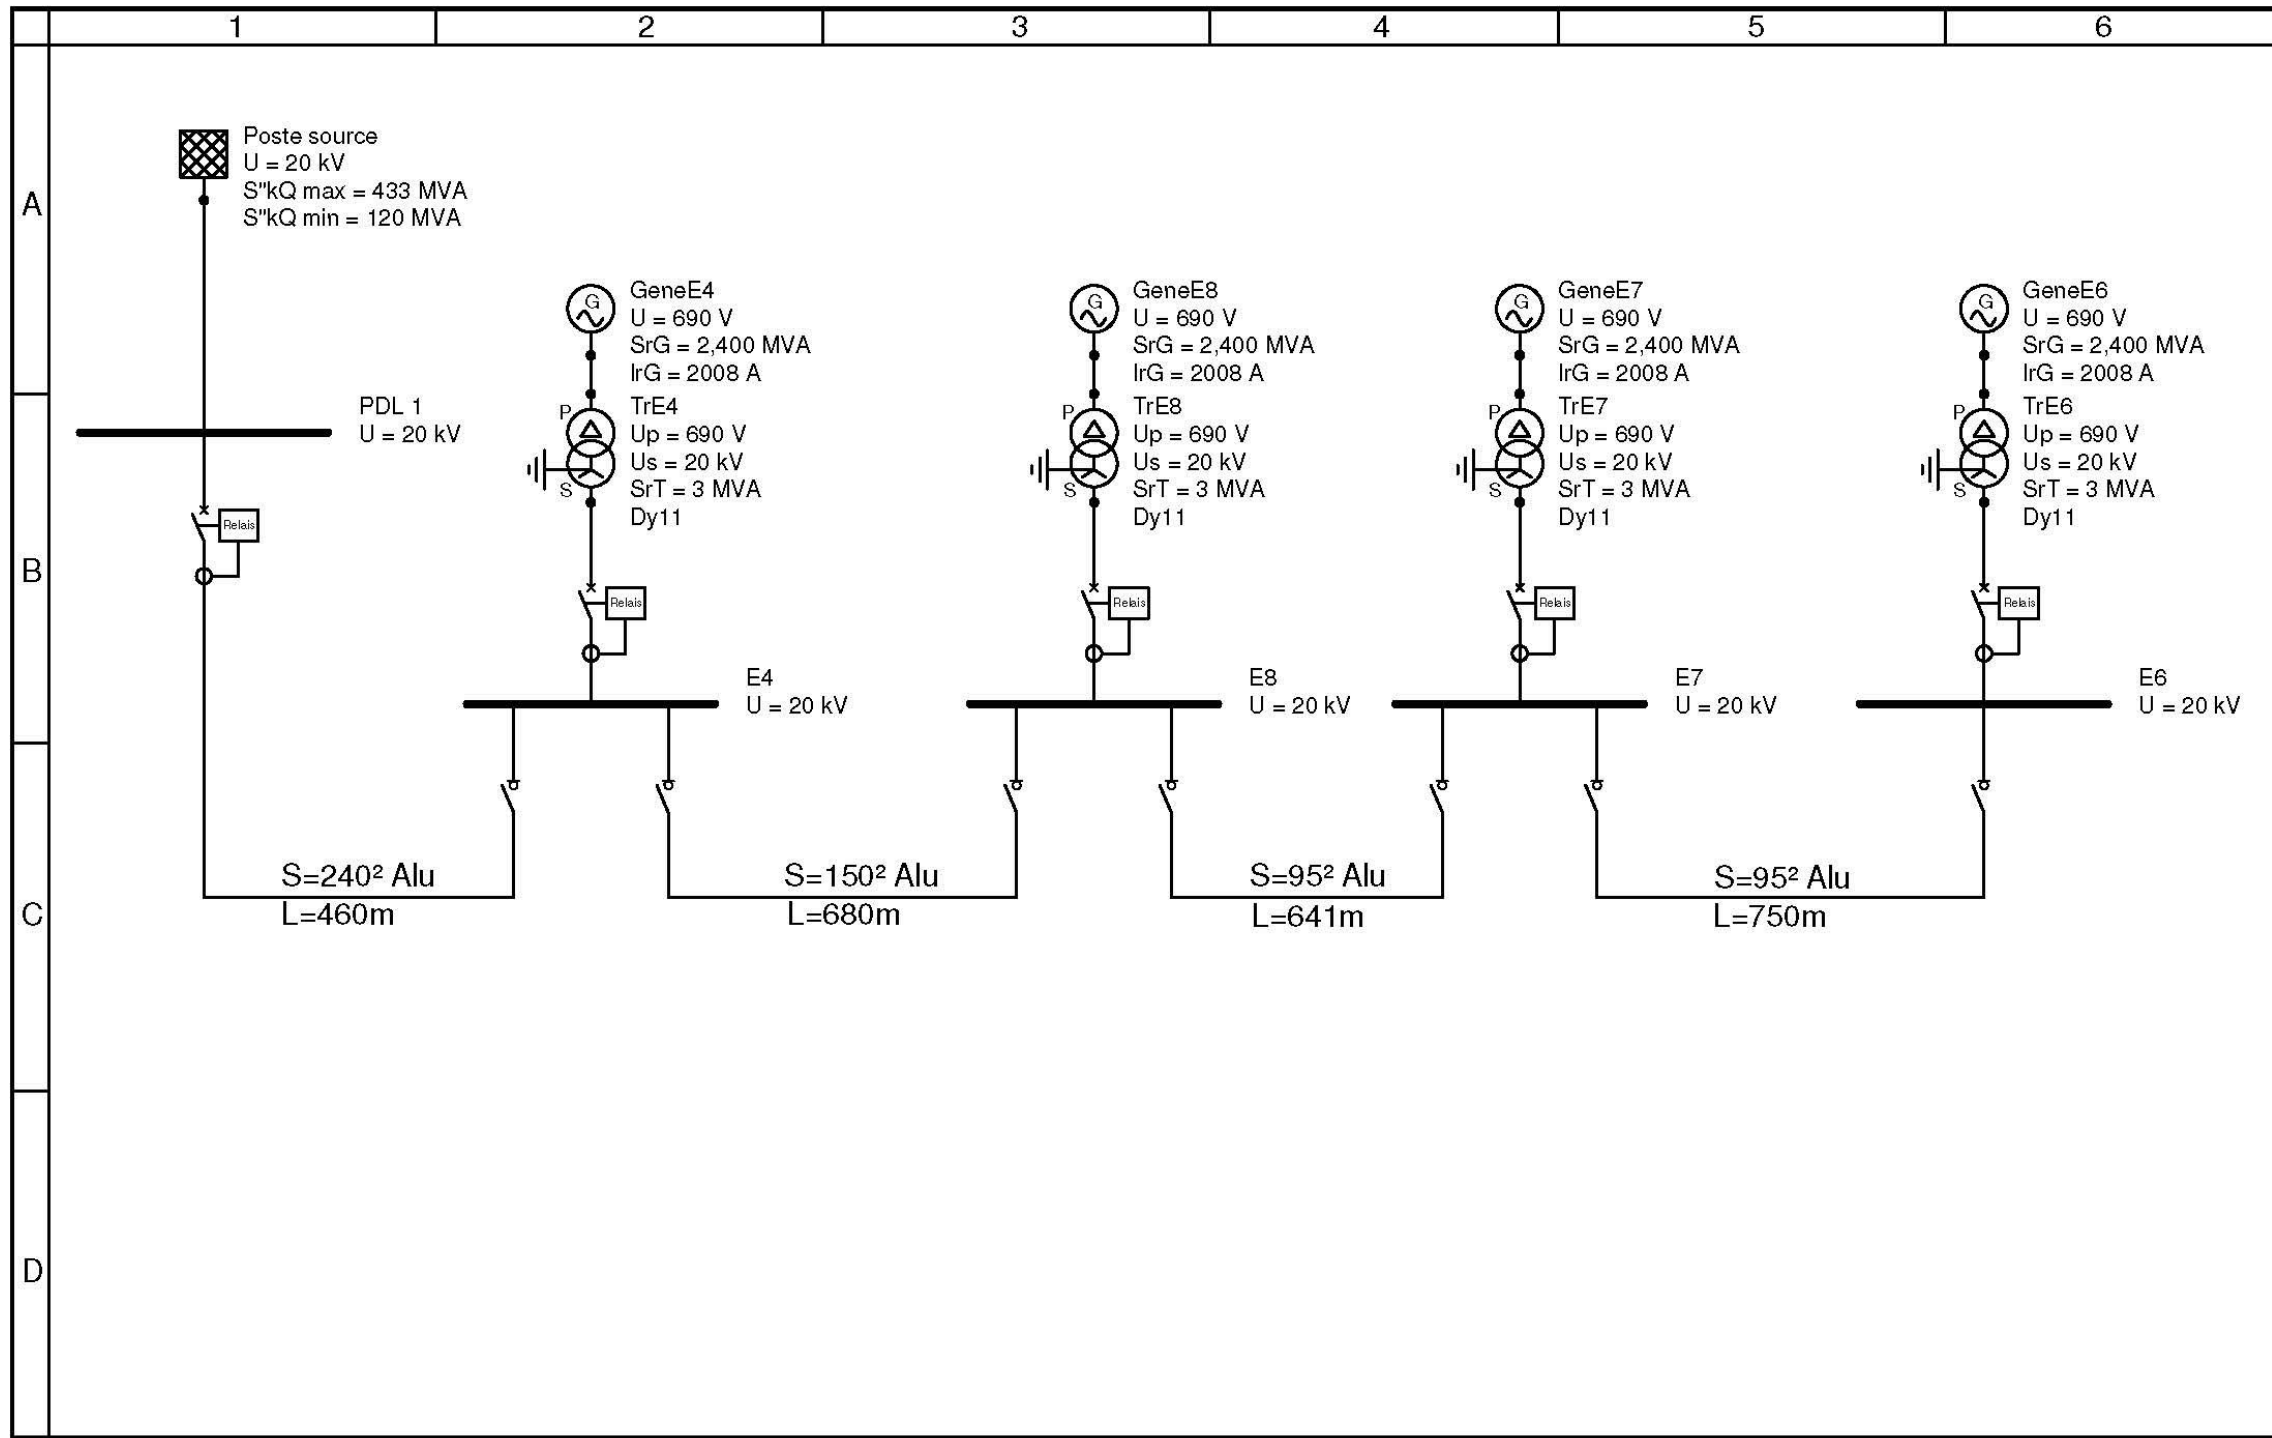 1 2 3 4 5 6
A
Poste source
U = 20 kV
S"kQ max = 433 MVA
S"kQ min = 120 MVA
G
GeneE4
U = 690 V
SrG = 2,400 MVA
IrG = 2008 A
G
GeneE8
U = 690 V
SrG = 2,400 MVA
IrG = 2008 A
G
GeneE7
U = 690 V
SrG = 2,400 MVA
IrG = 2008 A
G
GeneE6
U = 690 V
SrG = 2,400 MVA
IrG = 2008 A
B
PDL 1
U = 20 kV
Relais
P
S
TrE4
Up = 690 V
Us = 20 kV
SrT = 3 MVA
Dy11
Relais
P
S
TrE8
Up = 690 V
Us = 20 kV
SrT = 3 MVA
Dy11
Relais
P
S
TrE7
Up = 690 V
Us = 20 kV
SrT = 3 MVA
Dy11
Relais
P
S
TrE6
Up = 690 V
Us = 20 kV
SrT = 3 MVA
Dy11
Relais
E4
U = 20 kV
E8
U = 20 kV
E7
U = 20 kV
E6
U = 20 kV
C
S=240² Alu
L=460m
S=150² Alu
L=680m
S=95² Alu
L=641m
S=95² Alu
L=750m
D